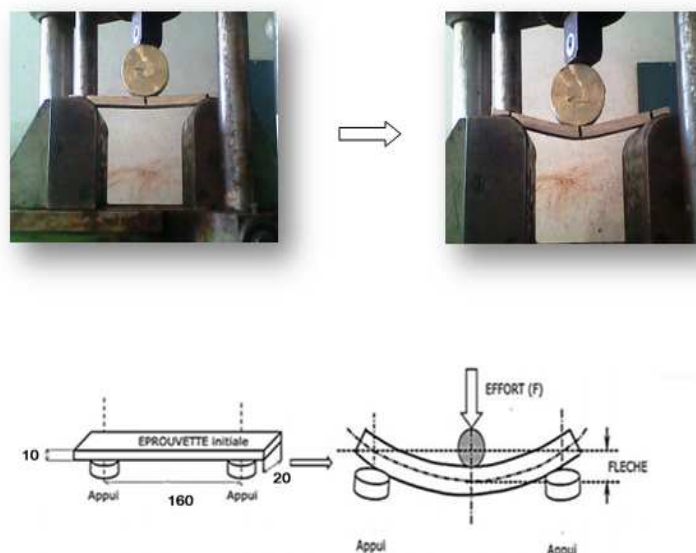 EFFORT (F)
EPROUVETTE initiale
10
FLECHE
20
Appui
160
Appui
Appui
Appui